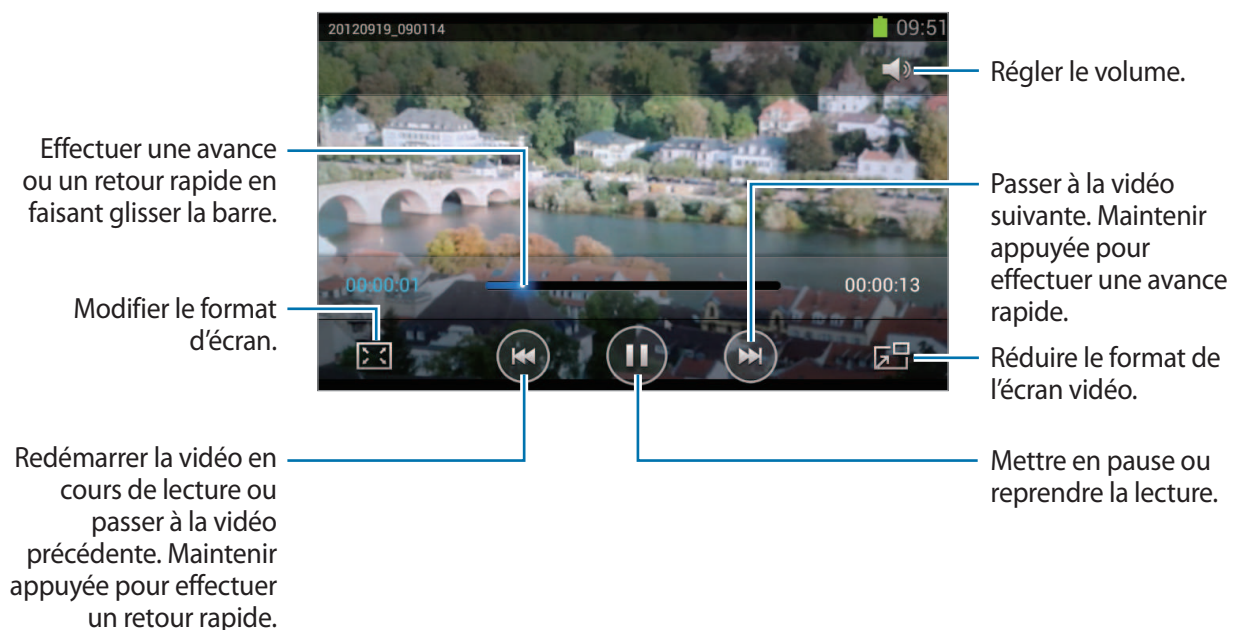 20120919_090114
09:51
Régler le volume.
Effectuer une avance
ou un retour rapide en
faisant glisser la barre.
Passer à la vidéo
suivante. Maintenir
appuyée pour
effectuer une avance
rapide.
00:00:01
00:00:13
Modifier le format
d'écran.
Réduire le format de
l'écran vidéo.
Redémarrer la vidéo en
cours de lecture ou
passer à la vidéo
précédente. Maintenir
appuyée pour effectuer
un retour rapide.
Mettre en pause ou
reprendre la lecture.